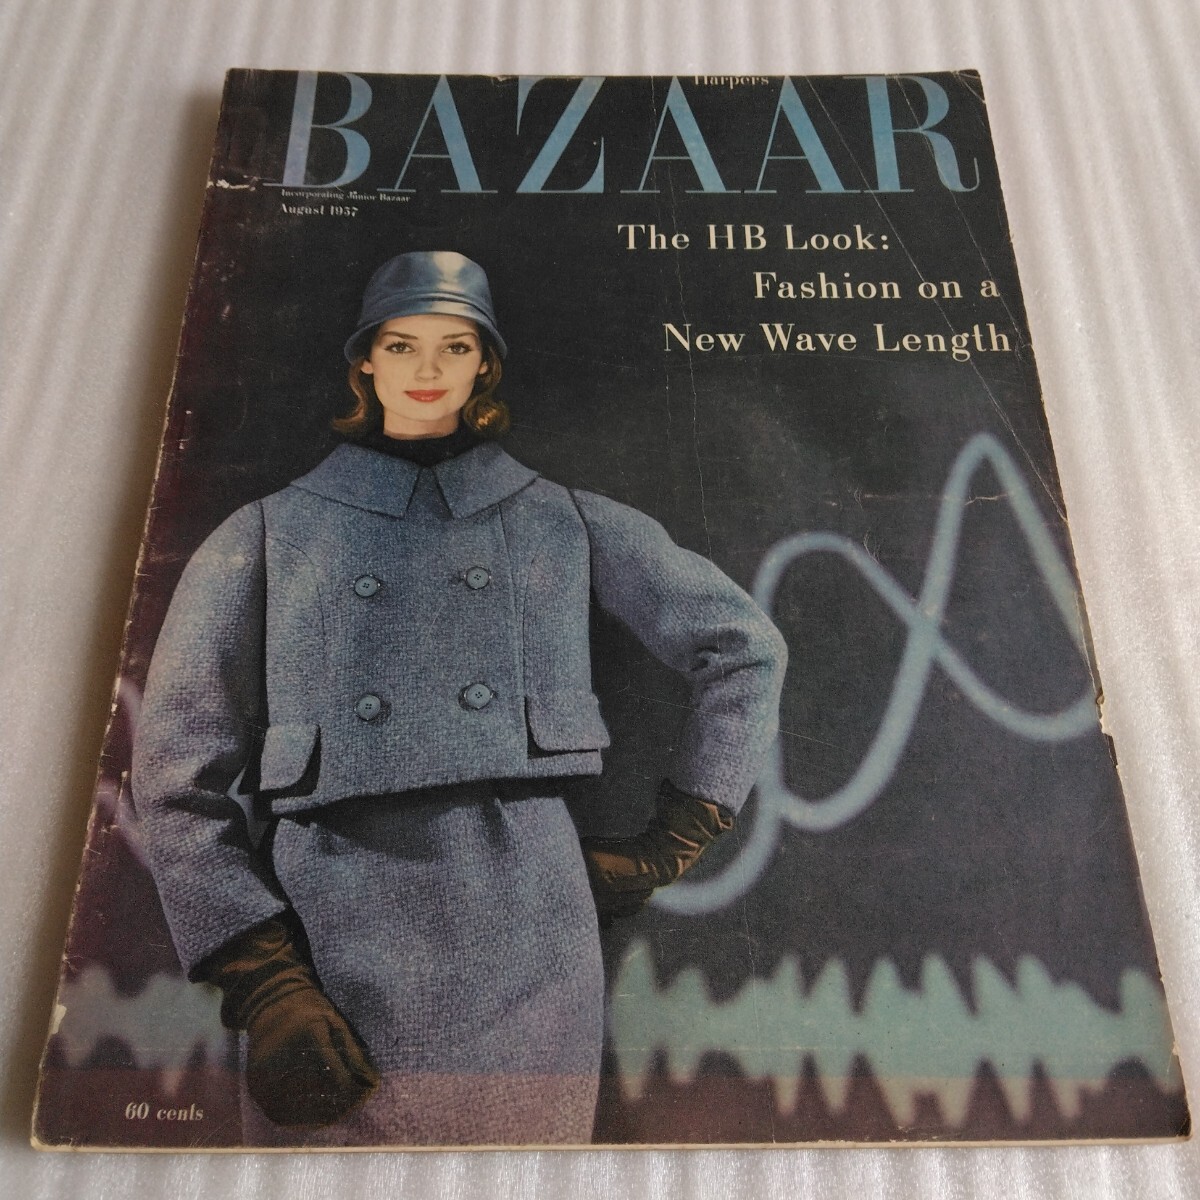 Harpers
BAZAAR
Incorporating Junior Bazaar
August 1957
The HB Look:
Fashion on a
New Wave Length
60 cents